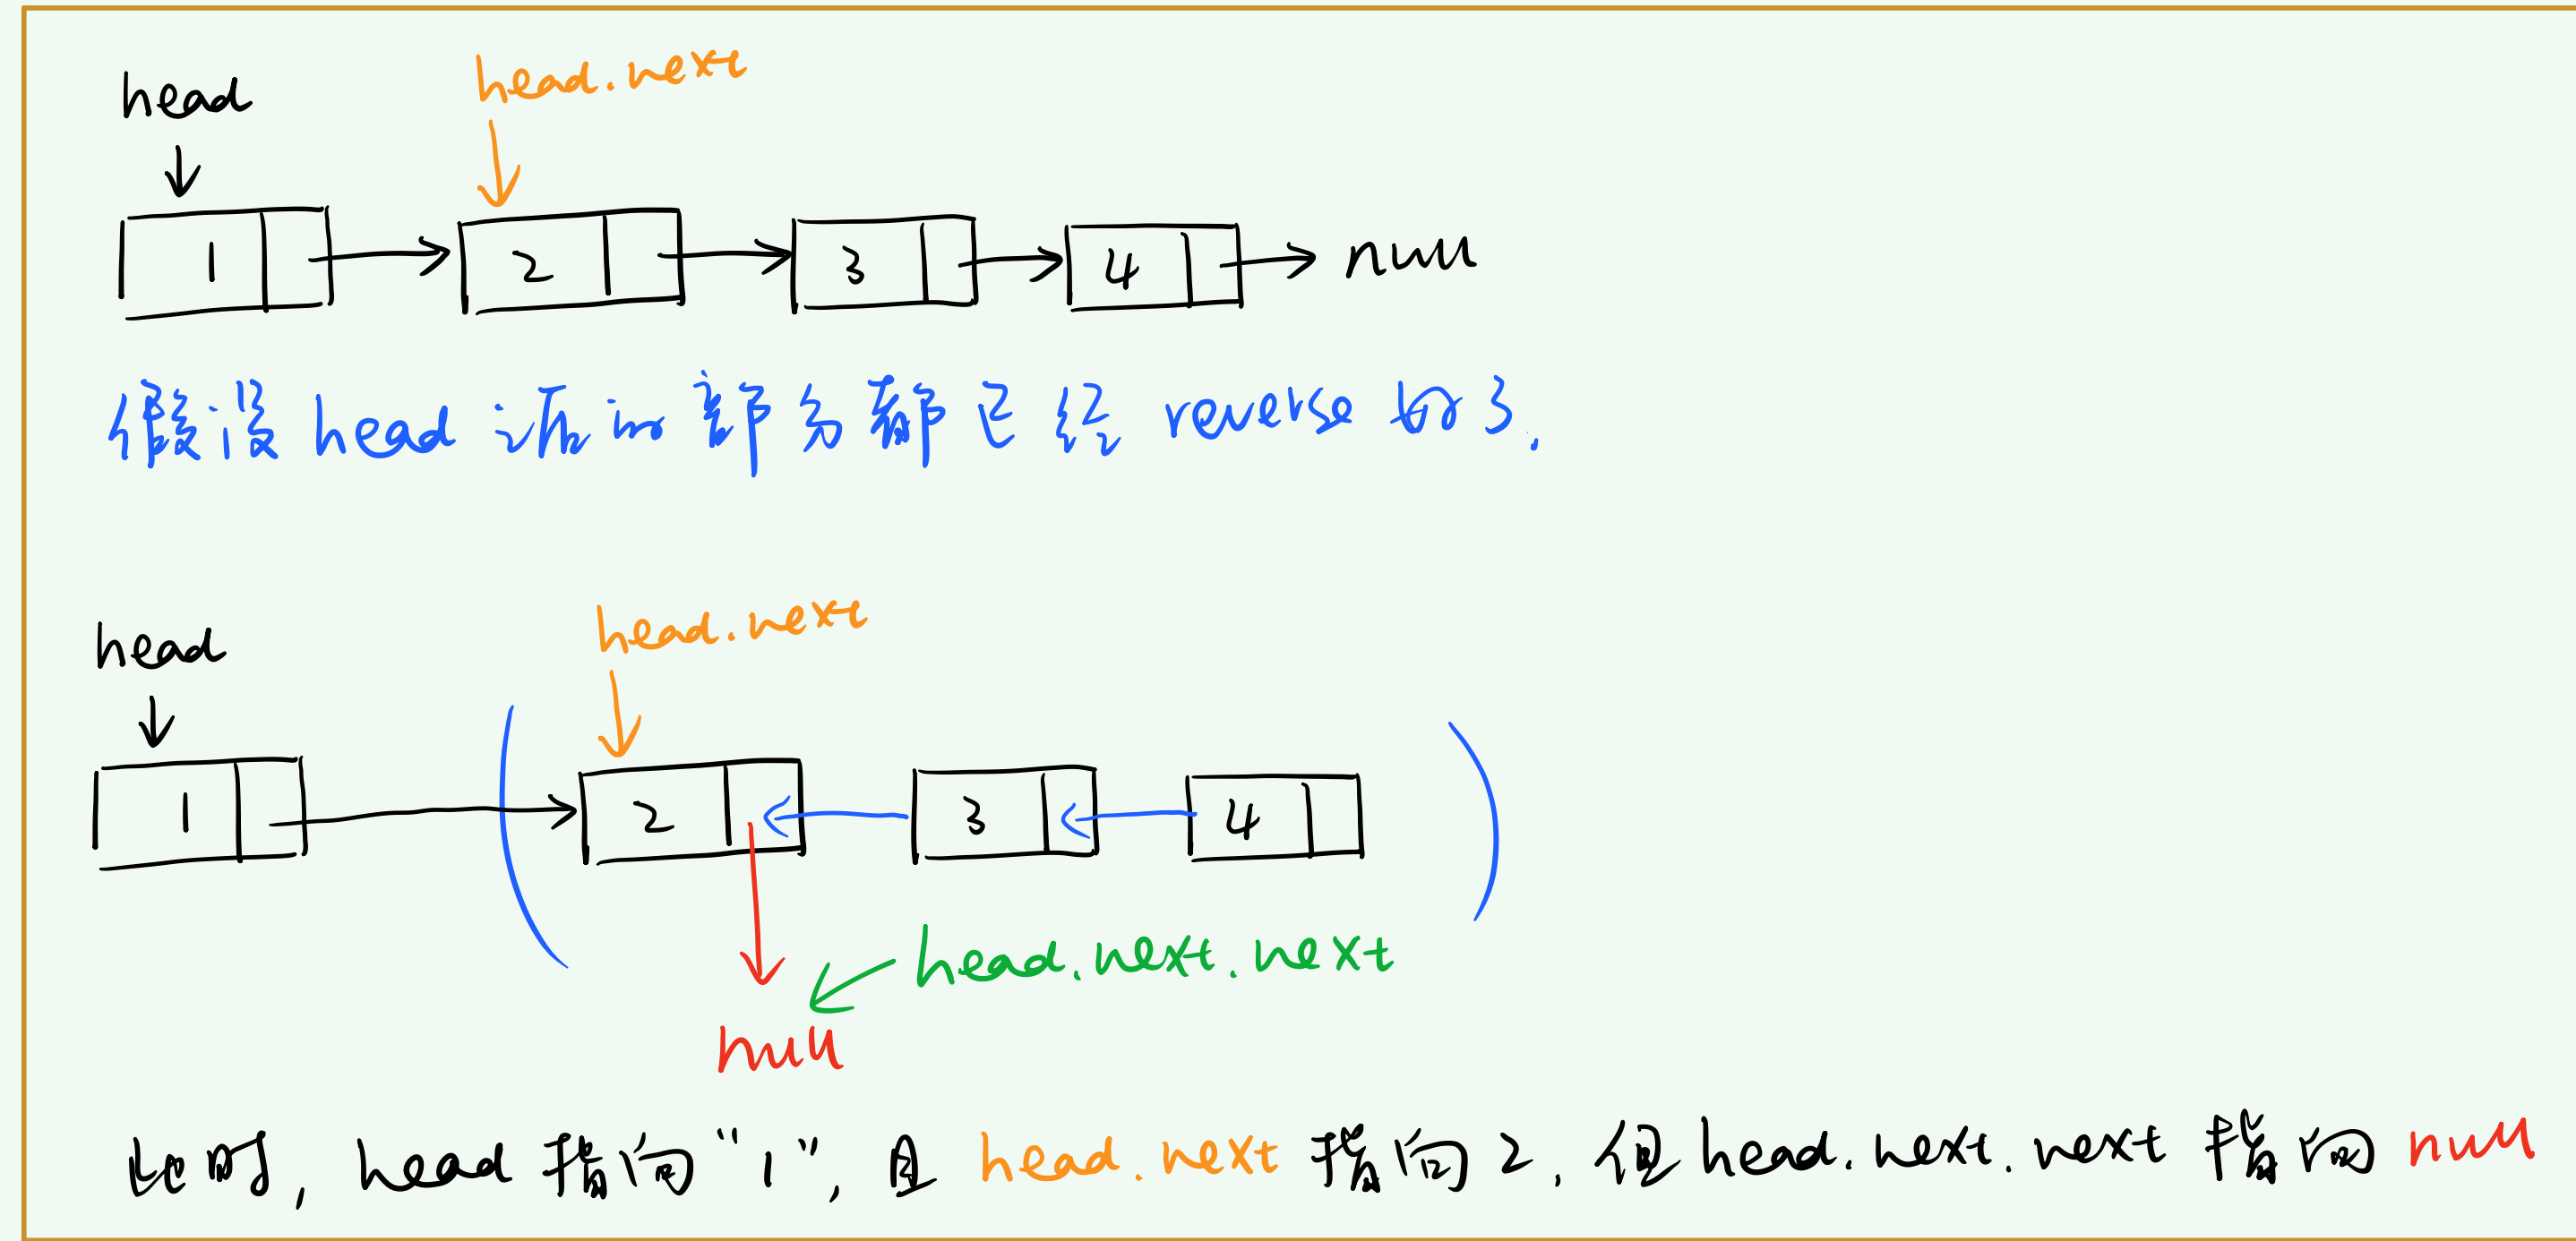 head head.next
1 2 3 4 null
假设 head 之后的部分都已经 reverse 好了.
head head.next
1 2 3 4
head.next.next
null
此时, head 指向"1", 且 head.next 指向 2, 但 head.next.next 指向 null